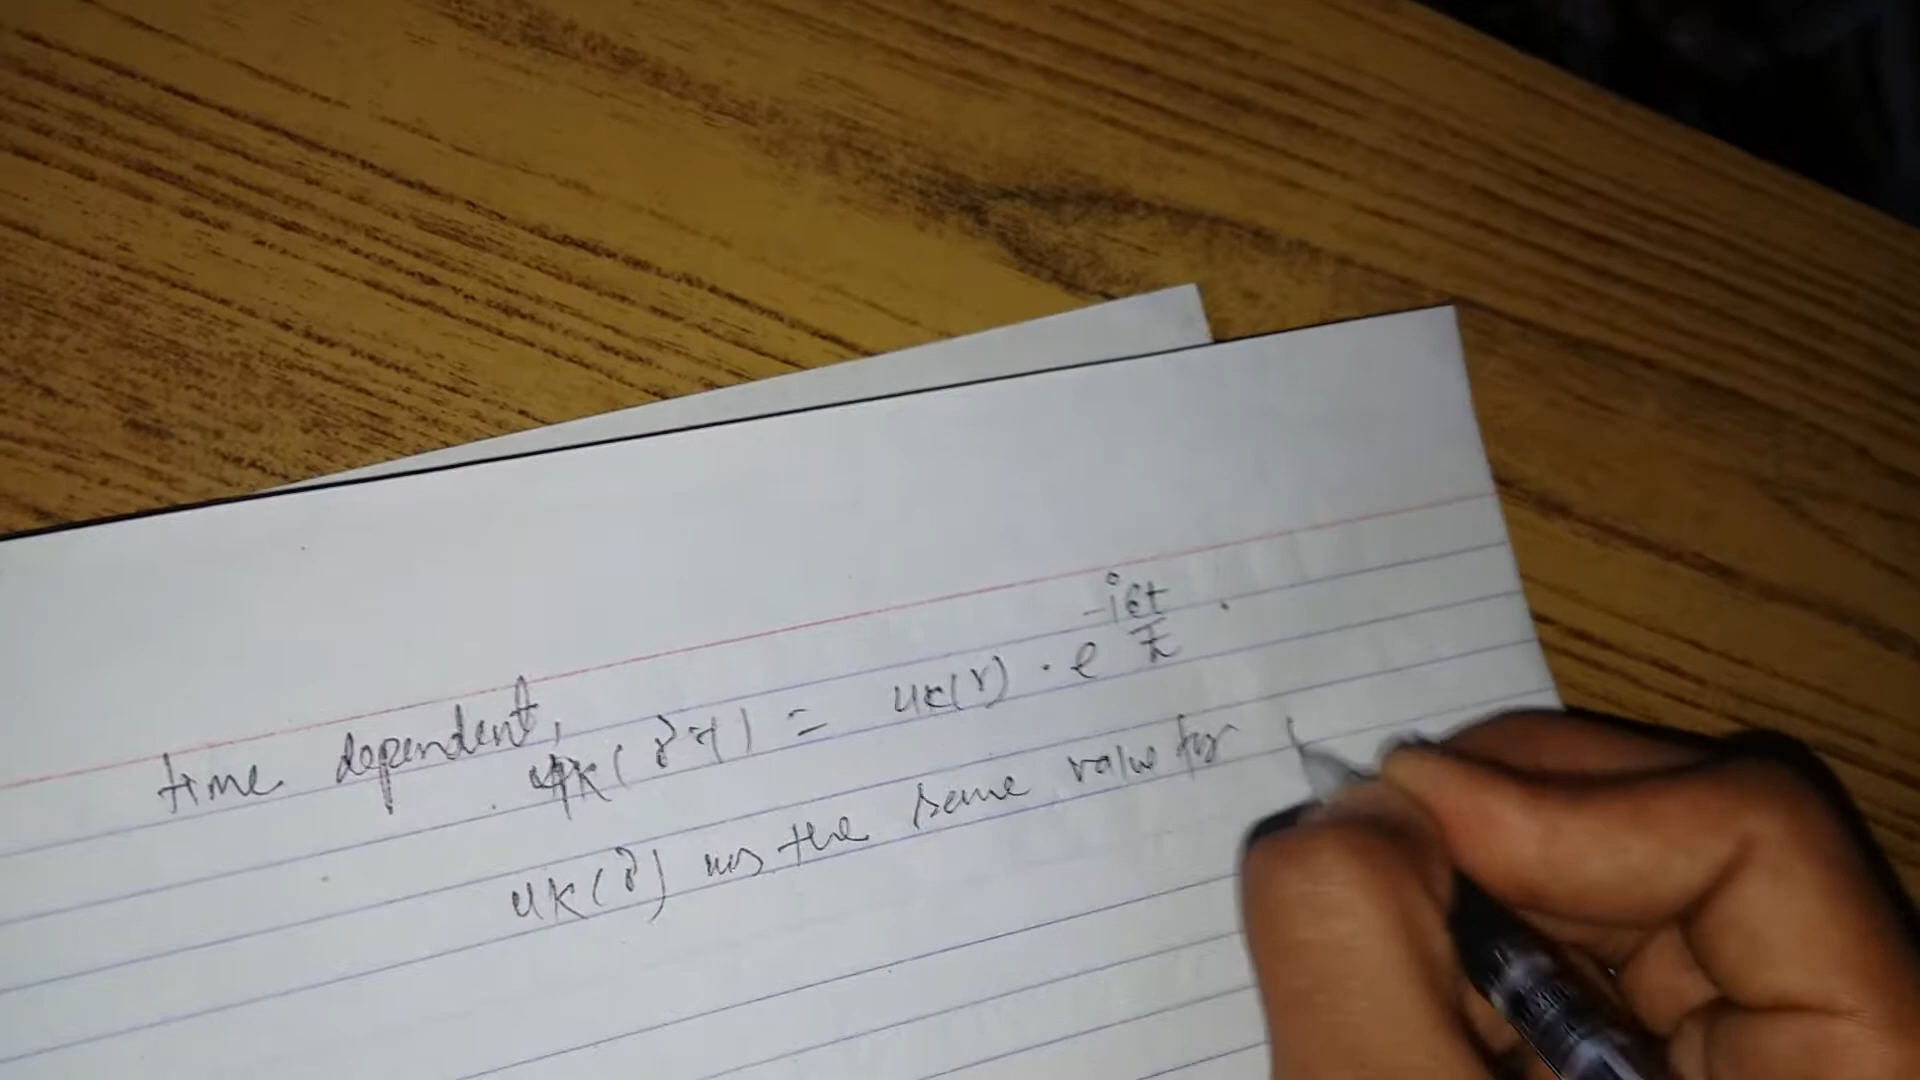 time dependent,
ψk(r,t) = uk(r) · e^-iEt/ħ .
uk(r) has the same value for